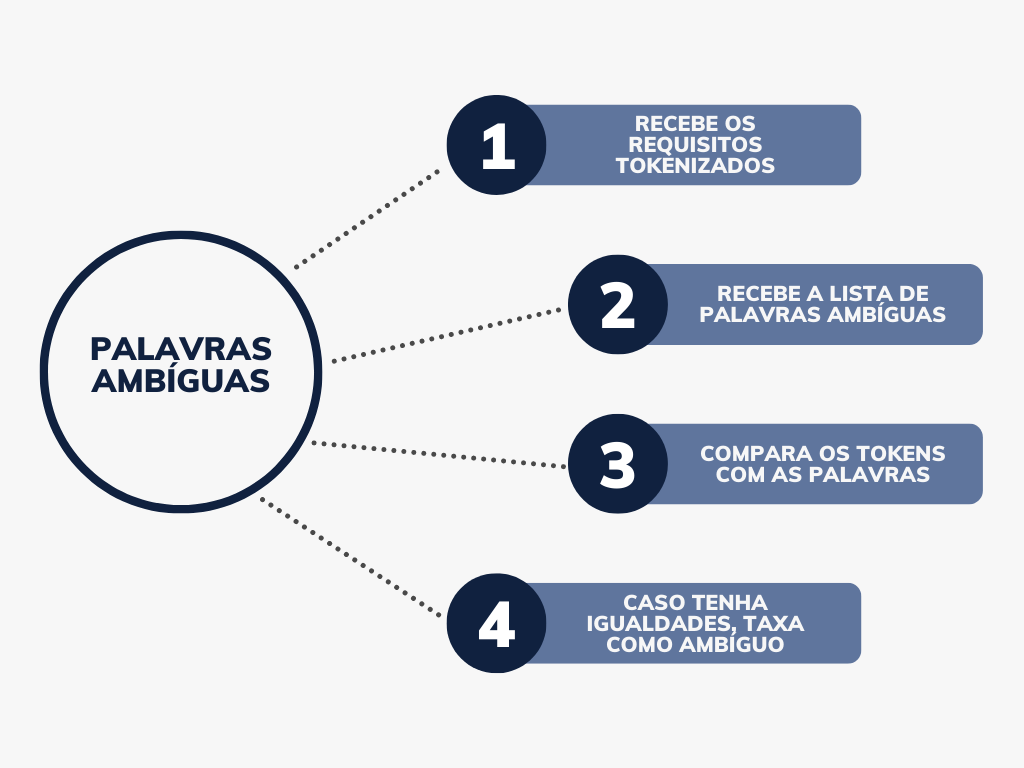 PALAVRAS
AMBÍGUAS
1
RECEBE OS
REQUISITOS
TOKENIZADOS
2
RECEBE A LISTA DE
PALAVRAS AMBÍGUAS
3
COMPARA OS TOKENS
COM AS PALAVRAS
4
CASO TENHA
IGUALDADES, TAXA
COMO AMBÍGUO